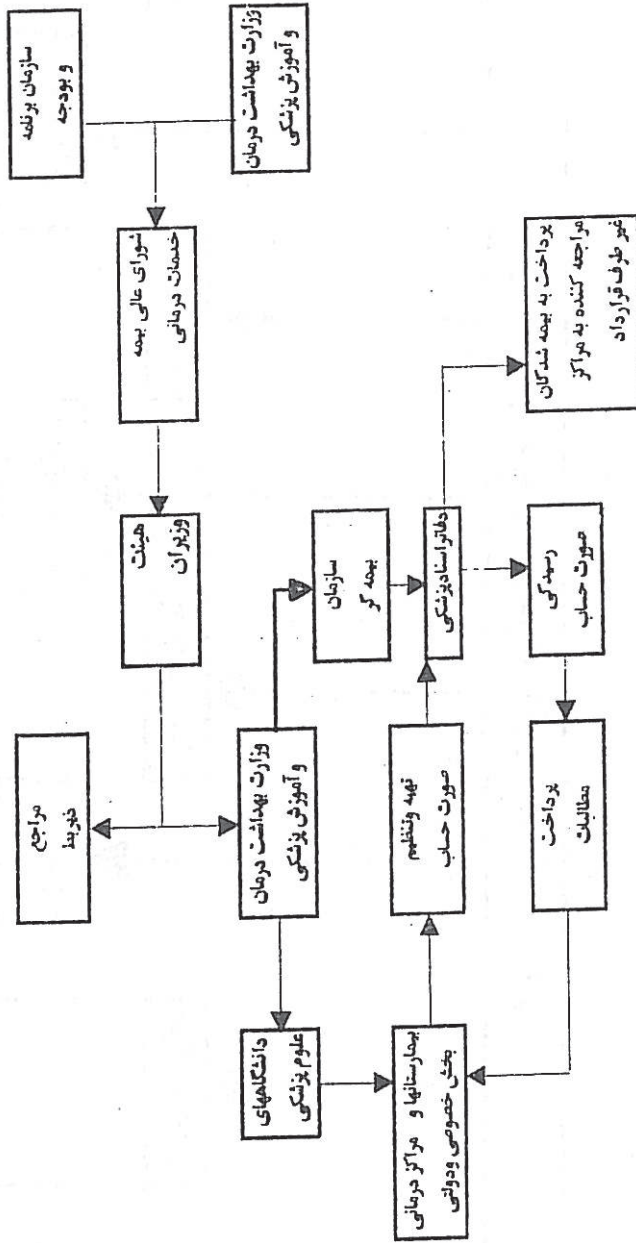 سازمان برنامه
و بودجه
وزارت بهداشت درمان
و آموزش پزشکی
شورای عالی بیمه
خدمات درمانی
هیئت
وزیران
مراجع
ذیربط
وزارت بهداشت درمان
و آموزش پزشکی
سازمان
بیمه گر
دانشگاههای
علوم پزشکی
بیمارستانها و مراکز درمانی
بخش خصوصی ودولتی
تهیه وتنظیم
صورت حساب
دفاتر اسنادپزشکی
پرداخت به بیمه شدگان
مراجعه کننده به مراکز
غیر طرف قرارداد
رسیدگی
صورت حساب
پرداخت
مطالبات